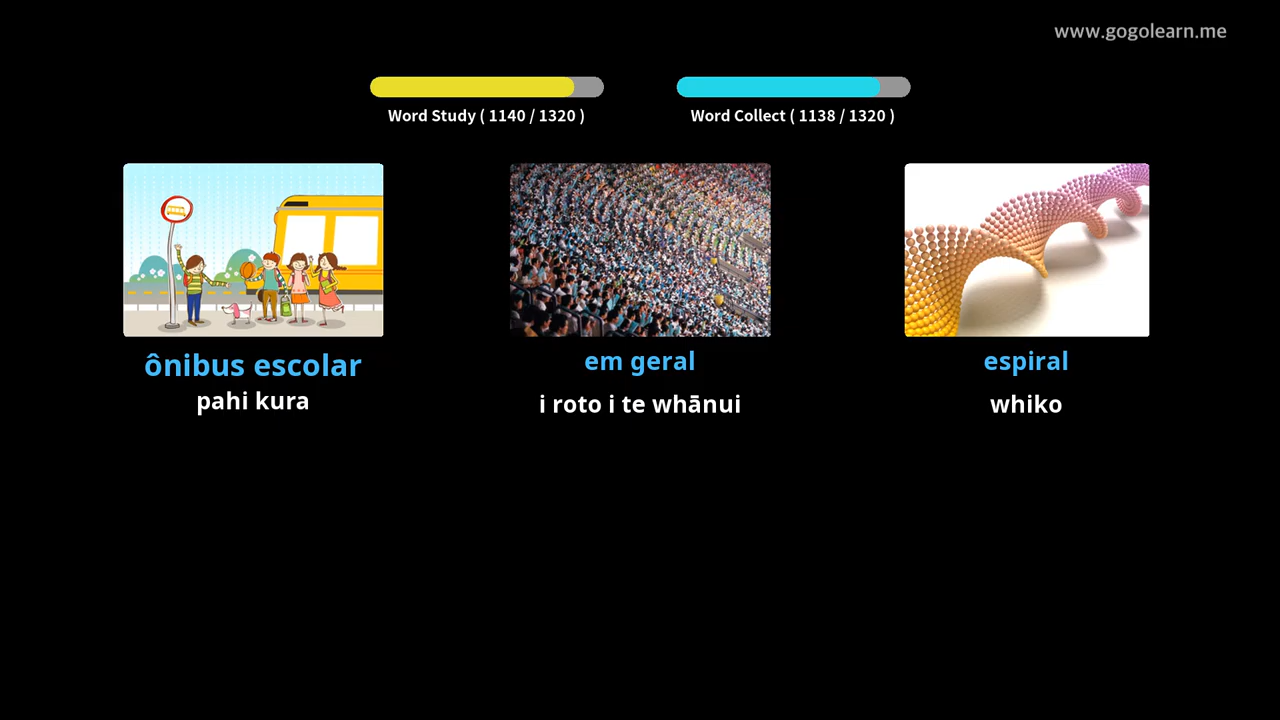 www.gogolearn.me
Word Study ( 1140 / 1320 )
Word Collect ( 1138 / 1320 )
ônibus escolar
pahi kura
em geral
i roto i te whānui
espiral
whiko